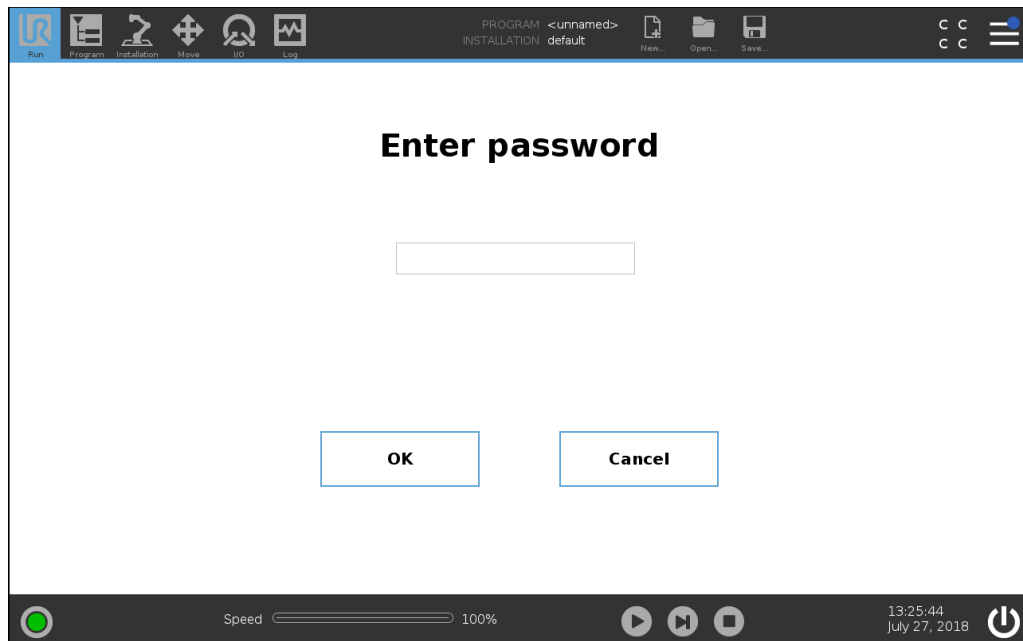 PROGRAM <unnamed>
INSTALLATION default
UR
Run
Program
Installation
Move
I/O
Log
New...
Open...
Save...
C C
C C
Enter password
OK
Cancel
Speed
100%
13:25:44
July 27, 2018